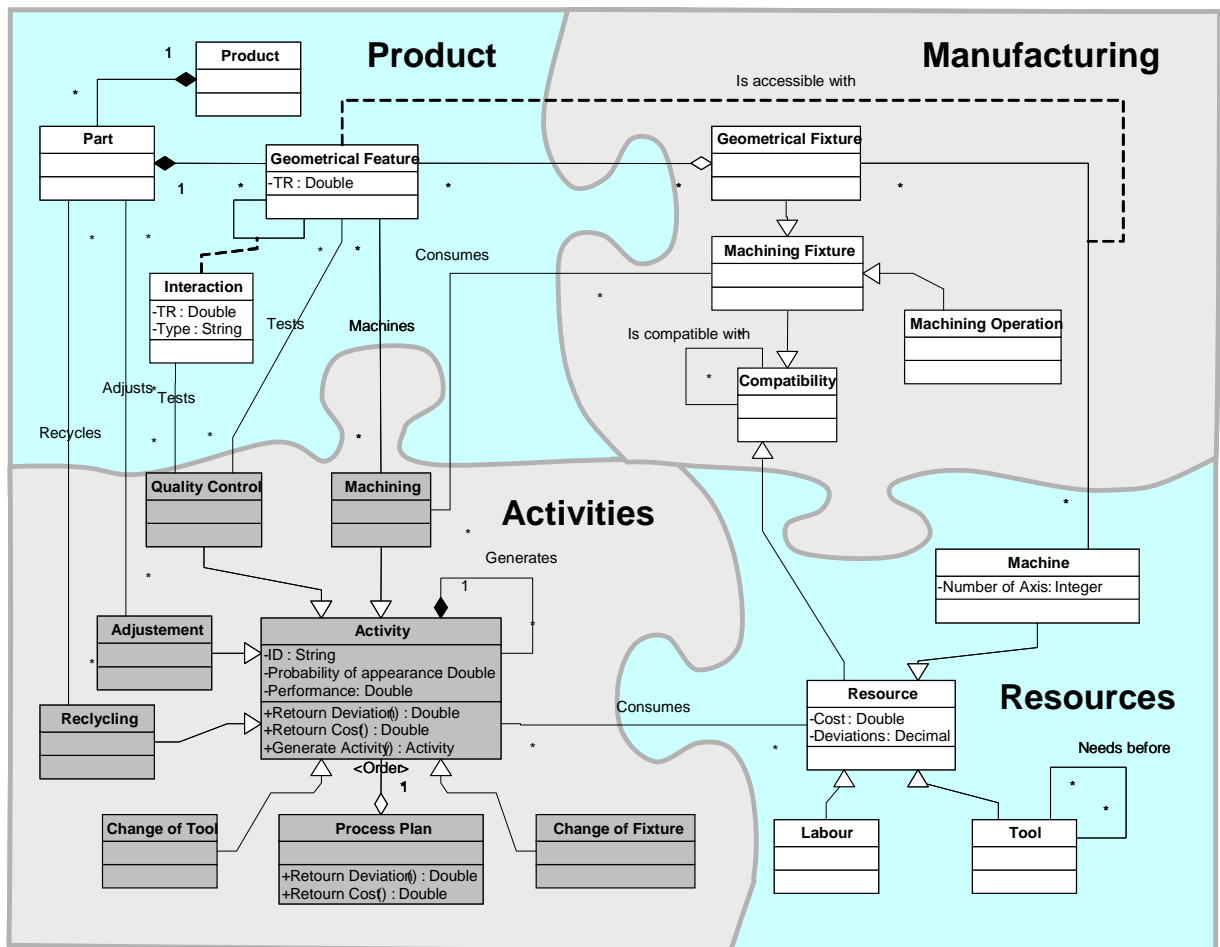 Product
Manufacturing
1
Product
Is accessible with
*
Part
Geometrical Feature
-TR : Double
Geometrical Fixture
1
*
*
*
*
*
*
*
*
Consumes
Machining Fixture
Interaction
-TR : Double
-Type : String
*
Tests
Machines
Machining Operation
Is compatible with
*
*
Compatibility
Adjusts
*
Tests
Recycles
*
*
*
Quality Control
Machining
Activities
*
*
Generates
Machine
-Number of Axis: Integer
*
1
Adjustement
Activity
*
-ID : String
-Probability of appearance: Double
-Performance: Double
*
+Retourn Deviation() : Double
+Retourn Cost() : Double
+Generate Activity() : Activity
Reclycling
Consumes
Resource
-Cost : Double
-Deviations: Decimal
Resources
*
*
Needs before
<Order>
*
1
*
*
Change of Tool
Process Plan
+Retourn Deviation() : Double
+Retourn Cost() : Double
Change of Fixture
Labour
Tool